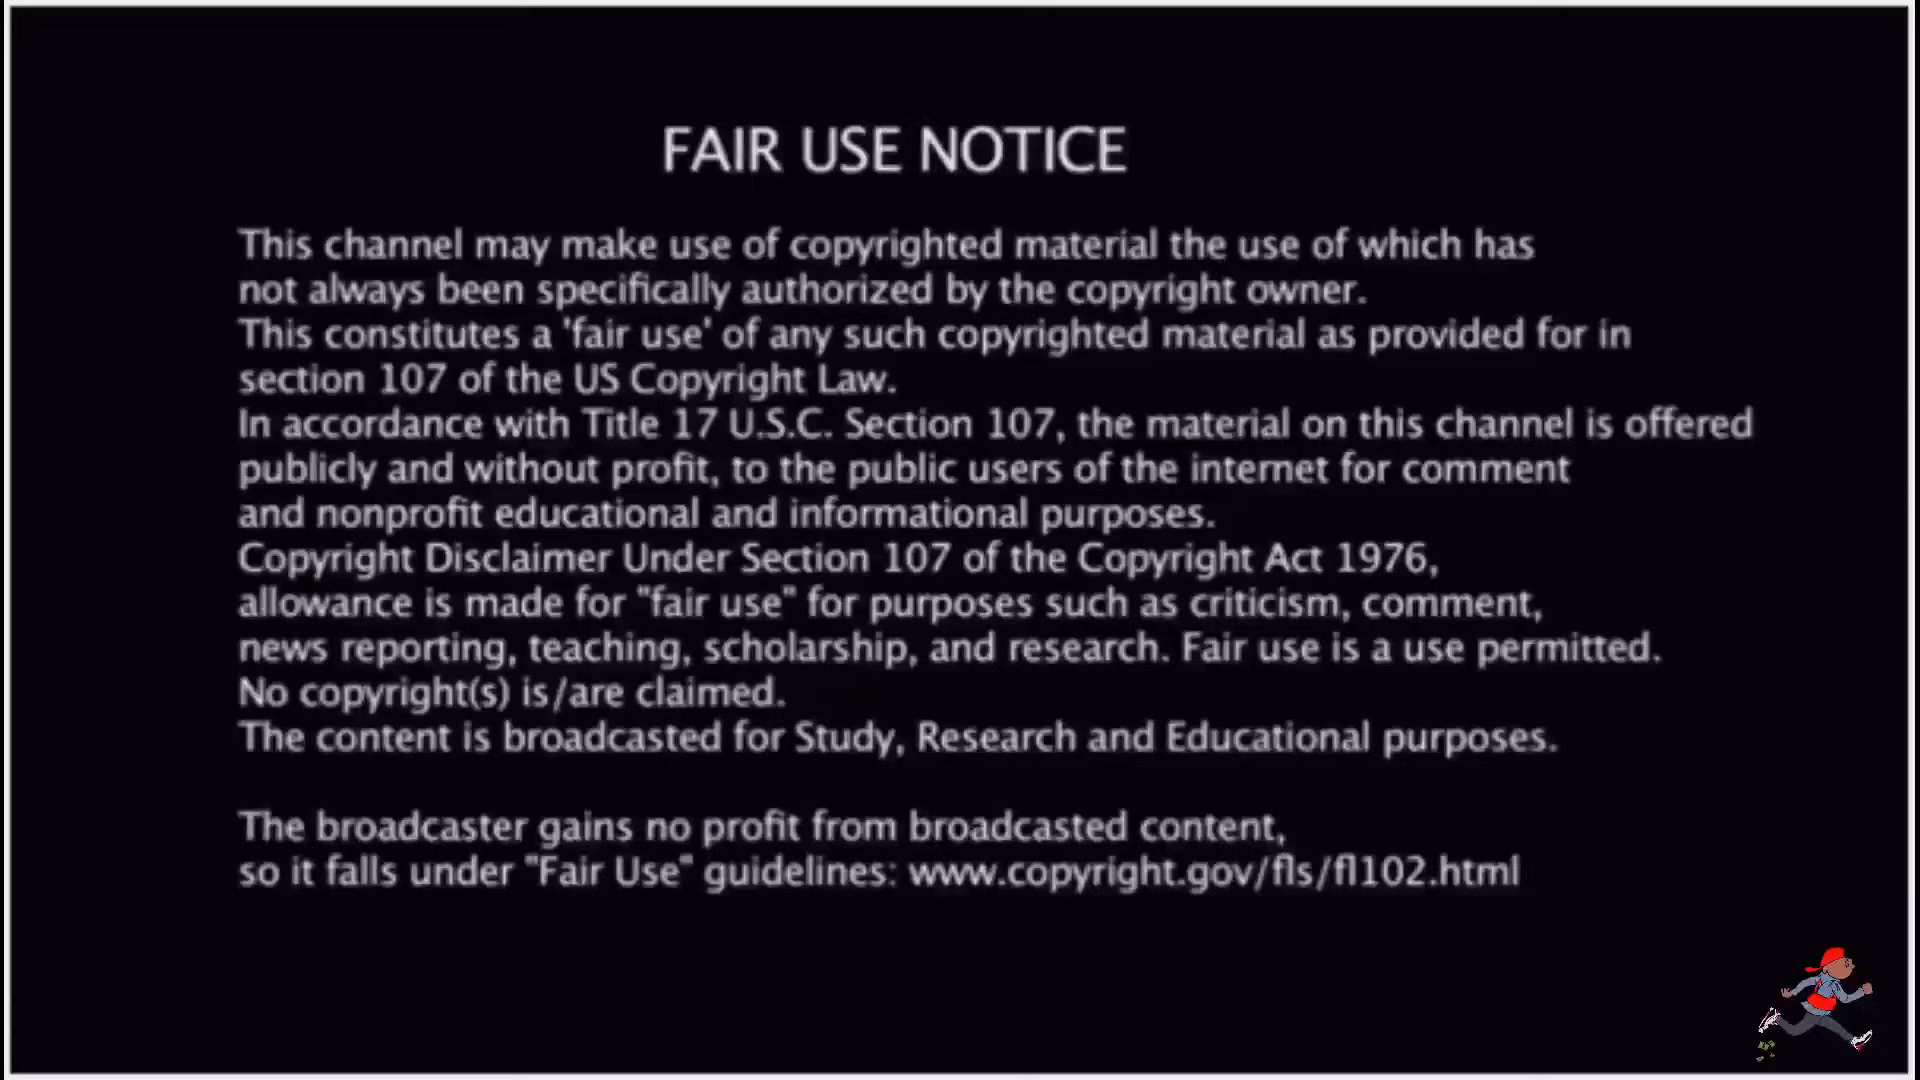 FAIR USE NOTICE
This channel may make use of copyrighted material the use of which has
not always been specifically authorized by the copyright owner.
This constitutes a 'fair use' of any such copyrighted material as provided for in
section 107 of the US Copyright Law.
In accordance with Title 17 U.S.C. Section 107, the material on this channel is offered
publicly and without profit, to the public users of the internet for comment
and nonprofit educational and informational purposes.
Copyright Disclaimer Under Section 107 of the Copyright Act 1976,
allowance is made for "fair use" for purposes such as criticism, comment,
news reporting, teaching, scholarship, and research. Fair use is a use permitted.
No copyright(s) is/are claimed.
The content is broadcasted for Study, Research and Educational purposes.
The broadcaster gains no profit from broadcasted content,
so it falls under "Fair Use" guidelines: www.copyright.gov/fls/fl102.html